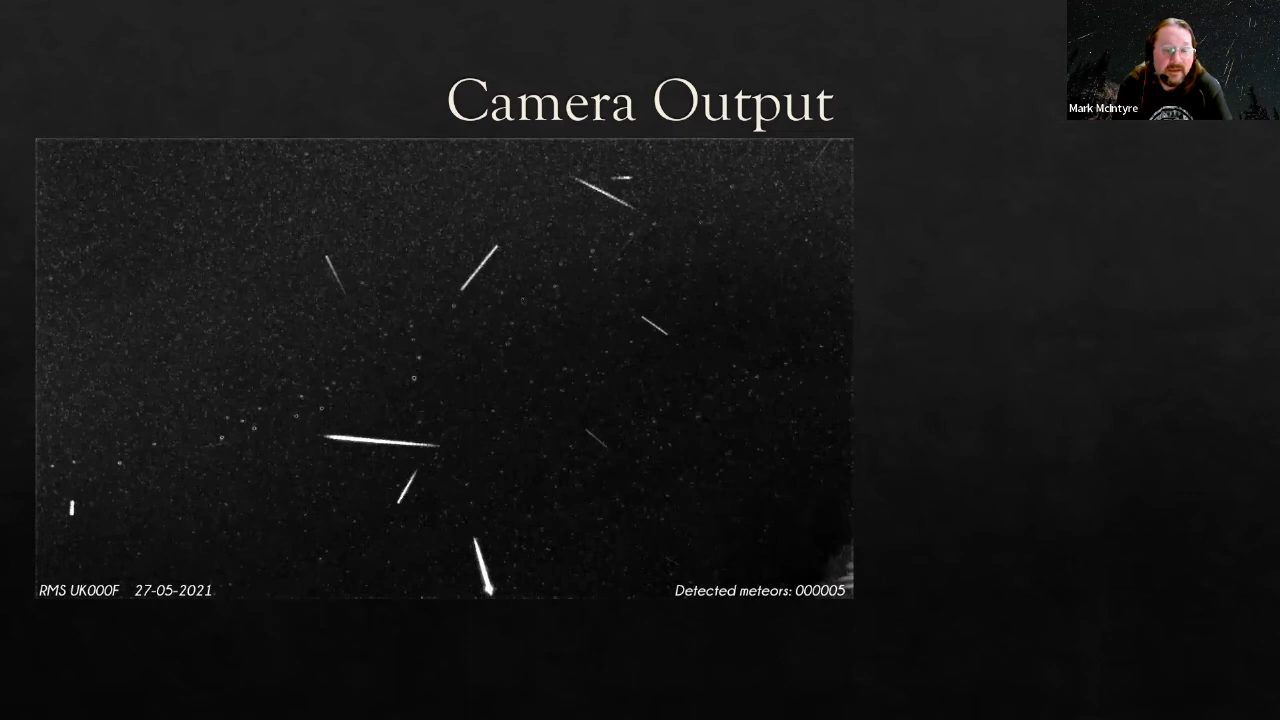 Camera Output
Mark McIntyre
RMS UK000F 27-05-2021
Detected meteors: 000005